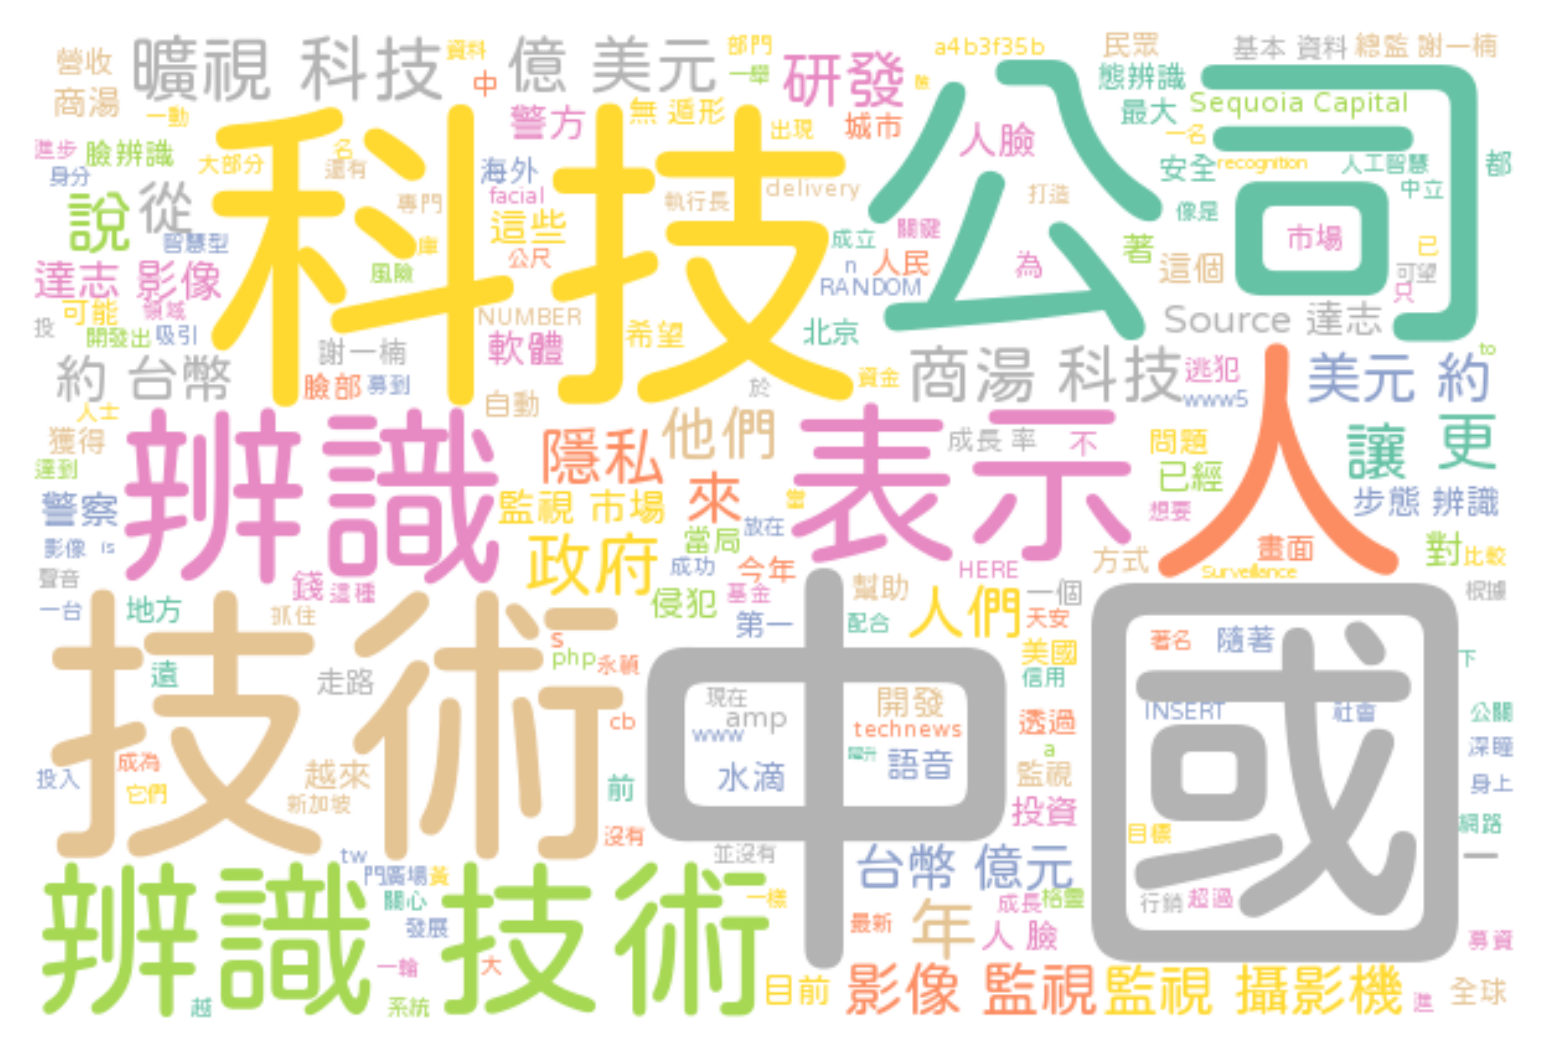 營收 曠視 科技 資料 億 美元 部門 a4b3f35b 民眾 基本 資料 總監 謝一楠
商湯 中 一舉 研發 態辨識
一動 警方 無 遁形 出現 城市 公司 最大 Sequoia Capital
進步 臉辨識 大部分 名 還有 科技 海外 人臉 一名 安全 recognition 人工智慧 都
身分 facial 執行長 delivery 打造 中立
說 從 專門 這些 像是
智慧型 庫 公尺 成立 關鍵 著 市場 已
達志 影像 風險 n 人民 為 這個 可望
可能 領域 RANDOM 只
投 開發出 吸引 NUMBER 希望 北京 Source 達志
謝一楠 軟體 to
約 台幣 臉部 募到 於 資金 商湯 科技 逃犯 美元 約
人士 自動 www5
獲得 辨識 隱私 他們 表示 成長 率 不 問題 人 讓 更
達到 已經
警察 監視 市場 來 當 想要 步態 辨識
影像 is 政府 當局 放在 方式 畫面 對 比較
聲音 錢 這種 成功 今年 HERE Surveillance
一台 地方 抓住 侵犯 基金 幫助 人們 一個 根據
技術 第一 配合 天安 著名 隨著
遠 走路 s php 永福 中國 美國 下
信用
現在 開發 INSERT 社會 公關
cb www amp technews 透過
投入 成為 越來 水滴 語音 a 監視 深瞳
它們 新加坡 前 投資 身上
沒有 目標 網路
tw 並沒有 台幣 億元 一
辨識 技術 門廣場 黃
關心 一樣 成長 格靈 行銷 超過
發展 最新 年 人 臉 募資
一輪 大
越 系統 目前 影像 監視 監視 攝影機 進 全球